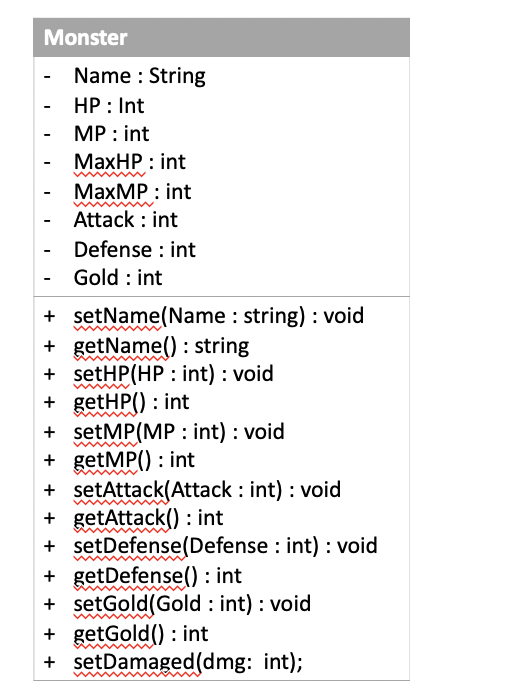 Monster
- Name : String
- HP : Int
- MP : int
- MaxHP : int
- MaxMP : int
- Attack : int
- Defense : int
- Gold : int
+ setName(Name : string) : void
+ getName() : string
+ setHP(HP : int) : void
+ getHP() : int
+ setMP(MP : int) : void
+ getMP() : int
+ setAttack(Attack : int) : void
+ getAttack() : int
+ setDefense(Defense : int) : void
+ getDefense() : int
+ setGold(Gold : int) : void
+ getGold() : int
+ setDamaged(dmg: int);